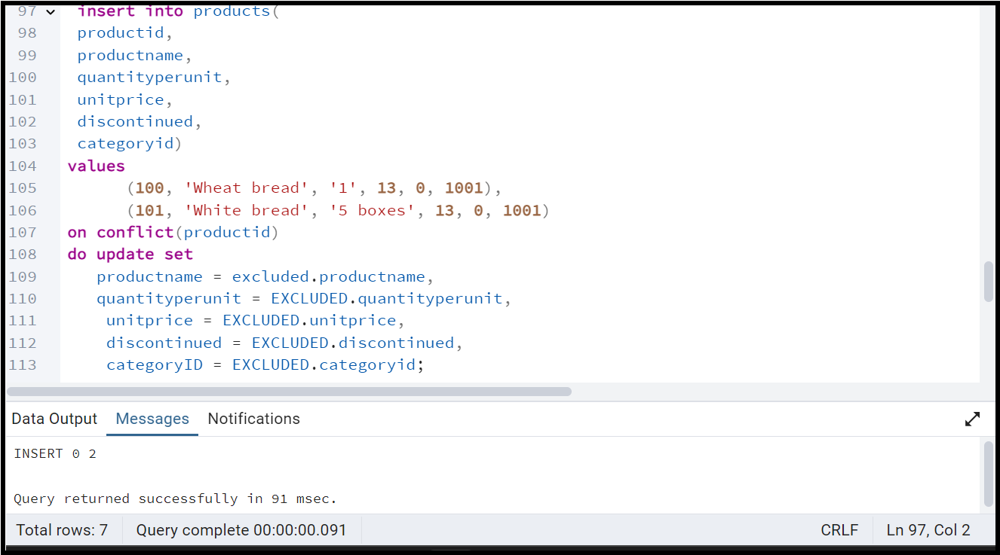 97 insert into products(
98 productid,
99 productname,
100 quantityperunit,
101 unitprice,
102 discontinued,
103 categoryid)
104 values
105 (100, 'Wheat bread', '1', 13, 0, 1001),
106 (101, 'White bread', '5 boxes', 13, 0, 1001)
107 on conflict(productid)
108 do update set
109 productname = excluded.productname,
110 quantityperunit = EXCLUDED.quantityperunit,
111 unitprice = EXCLUDED.unitprice,
112 discontinued = EXCLUDED.discontinued,
113 categoryID = EXCLUDED.categoryid;
Data Output Messages Notifications
INSERT 0 2
Query returned successfully in 91 msec.
Total rows: 7 Query complete 00:00:00.091 CRLF Ln 97, Col 2